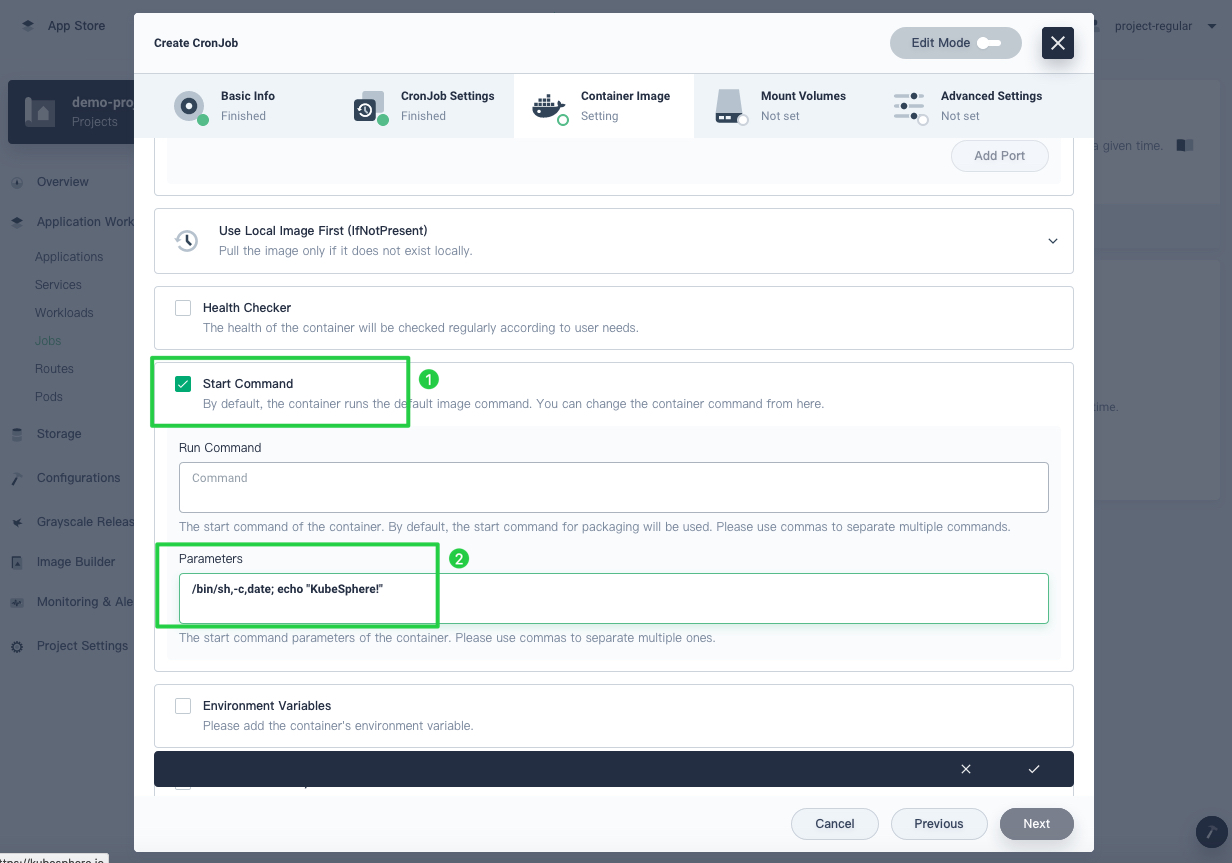 App Store
project-regular
Create CronJob
Edit Mode
demo-pro
Projects
Basic Info
Finished
CronJob Settings
Finished
Container Image
Setting
Mount Volumes
Not set
Advanced Settings
Not set
Add Port
a given time.
Overview
Application Work
Applications
Services
Workloads
Jobs
Routes
Pods
Storage
Configurations
Grayscale Releas
Image Builder
Monitoring & Ale
Project Settings
Use Local Image First (IfNotPresent)
Pull the image only if it does not exist locally.
Health Checker
The health of the container will be checked regularly according to user needs.
Start Command
1
By default, the container runs the default image command. You can change the container command from here.
time.
Run Command
Command
The start command of the container. By default, the start command for packaging will be used. Please use commas to separate multiple commands.
Parameters
2
/bin/sh,-c,date; echo "KubeSphere!"
The start command parameters of the container. Please use commas to separate multiple ones.
Environment Variables
Please add the container's environment variable.
Cancel
Previous
Next